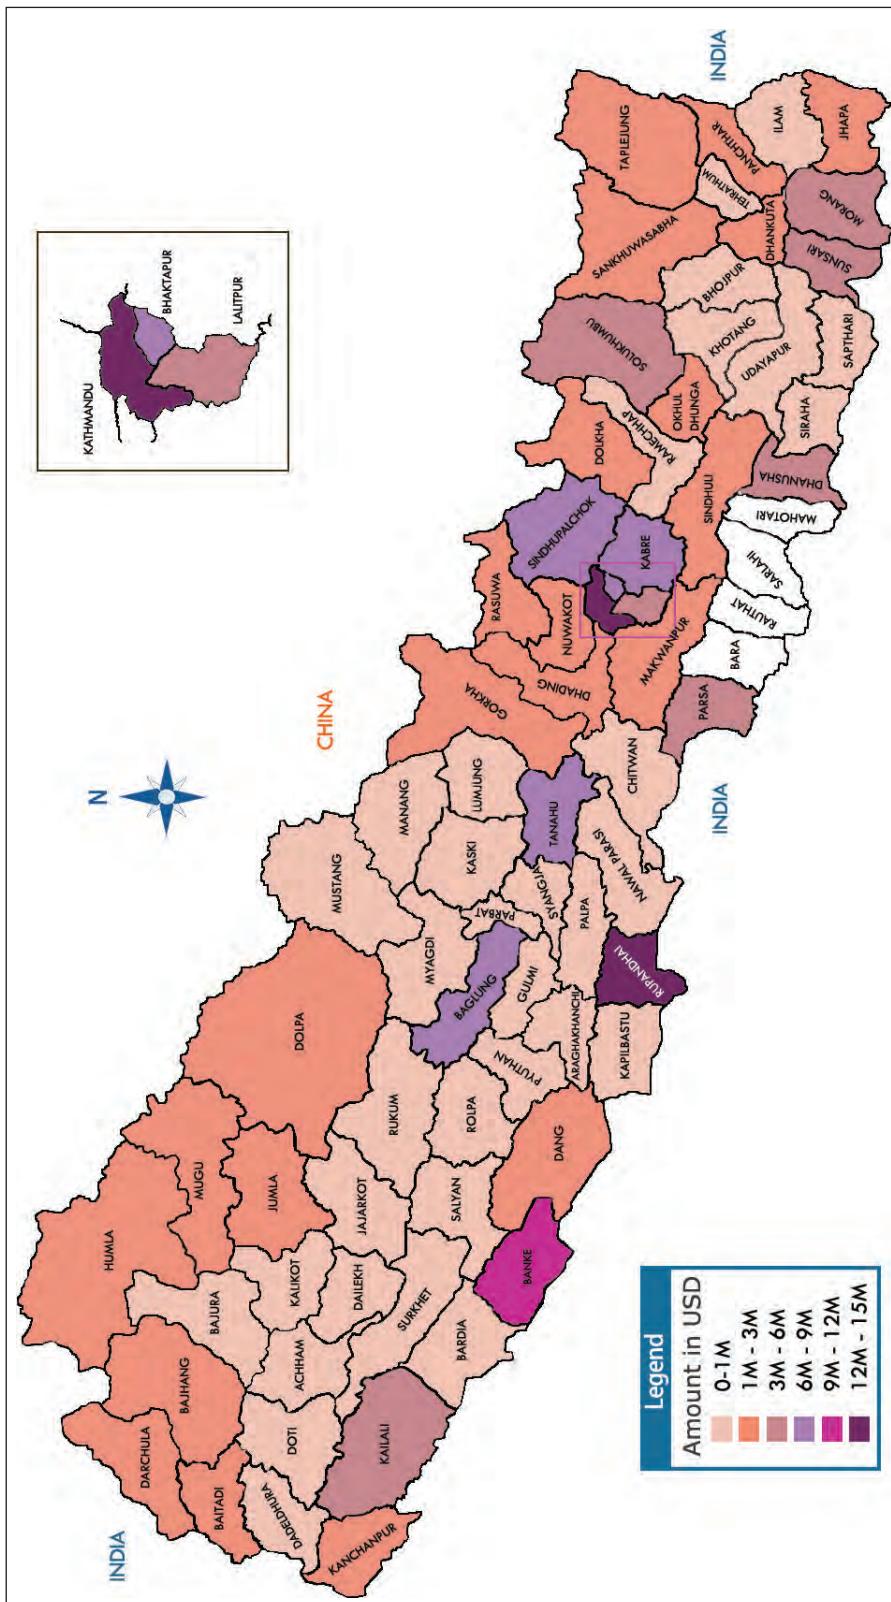 INDIA
DARCHULA
BAITADI
BAJHANG
HUMLA
MUGU
BAJURA
DOTI
DADELDHURA
KANCHANPUR
KAILALI
ACHHAM
KALIKOT
JUMLA
DOLPA
DAILEKH
JAJARKOT
SURKHET
BARDIA
BANKE
SALYAN
RUKUM
ROLPA
DANG
PYUTHAN
MUSTANG
MANANG
MYAGDI
BAGLUNG
PARBAT
KASKI
LUMJUNG
GULMI
SYANGJA
ARAGHAKHANCHI
PALPA
TANAHU
KAPILBASTU
RUPANDHAI
NAWAL PARASI
CHITWAN
N
CHINA
GORKHA
DHADING
RASUWA
NUWAKOT
SINDHUPALCHOK
KABRE
MAKWANPUR
PARSA
BARA
RAUTHAT
SARLAHI
MAHOTARI
DHANUSHA
SINDHULI
DOLKHA
RAMECHHAP
OKHUL
DHUNGA
SOLUKHUMBU
KHOTANG
BHOJPUR
UDAYAPUR
SIRAHA
SAPTHARI
SANKHUWASABHA
TAPLEJUNG
TEHRATHUM
PANCHTHAR
DHANKUTA
SUNSARI
MORANG
ILAM
JHAPA
INDIA
INDIA
KATHMANDU
BHAKTAPUR
LALITPUR
Legend
Amount in USD
0-1M
1M - 3M
3M - 6M
6M - 9M
9M - 12M
12M - 15M